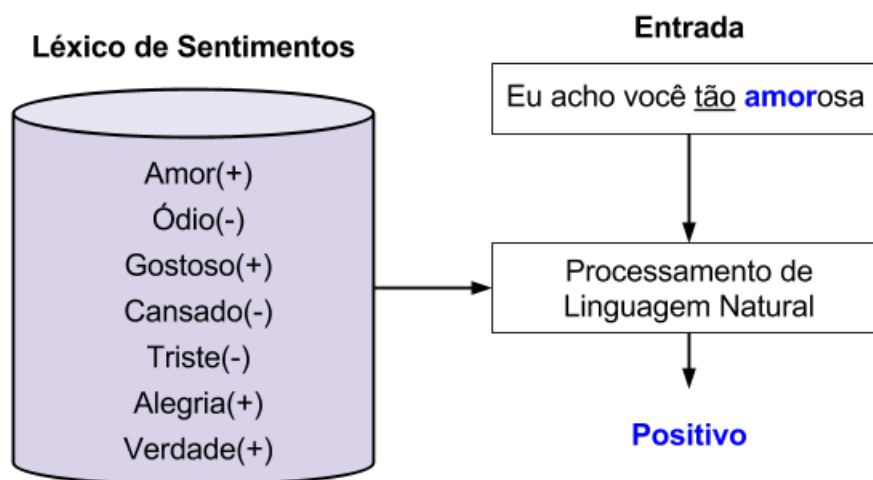 Léxico de Sentimentos
Amor(+)
Ódio(-)
Gostoso(+)
Cansado(-)
Triste(-)
Alegria(+)
Verdade(+)
Entrada
Eu acho você tão amorosa
Processamento de
Linguagem Natural
Positivo